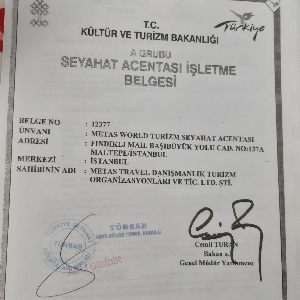 Türkiye
T.C.
KÜLTÜR VE TURİZM BAKANLIĞI
A GRUBU
SEYAHAT ACENTASI İŞLETME
BELGESİ
BELGE NO : 12377
ÜNVANI : METAS WORLD TURİZM SEYAHAT ACENTASI
ADRESİ : FINDIKLI MAH. BAŞIBÜYÜK YOLU CAD. NO:137A
MALTEPE/İSTANBUL
MERKEZİ : İSTANBUL
SAHİBİNİN ADI : METAS TRAVEL DANIŞMANLIK TURİZM
ORGANİZASYONLARI VE TİC. LTD. ŞTİ.
TÜRSAB
TÜRSAB
Cemil TURAN
Bakan a.
Genel Müdür Yardımcısı